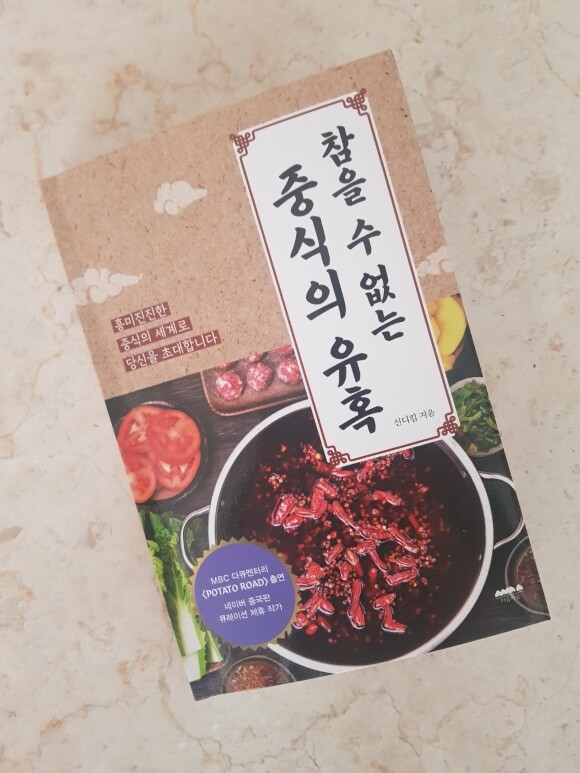 참을 수 없는
중식의 유혹
신디킴 지음
흥미진진한
중식의 세계로
당신을 초대합니다
MBC 다큐멘터리
〈POTATO ROAD〉 출연
네이버 중국판
큐레이션 제휴 작가